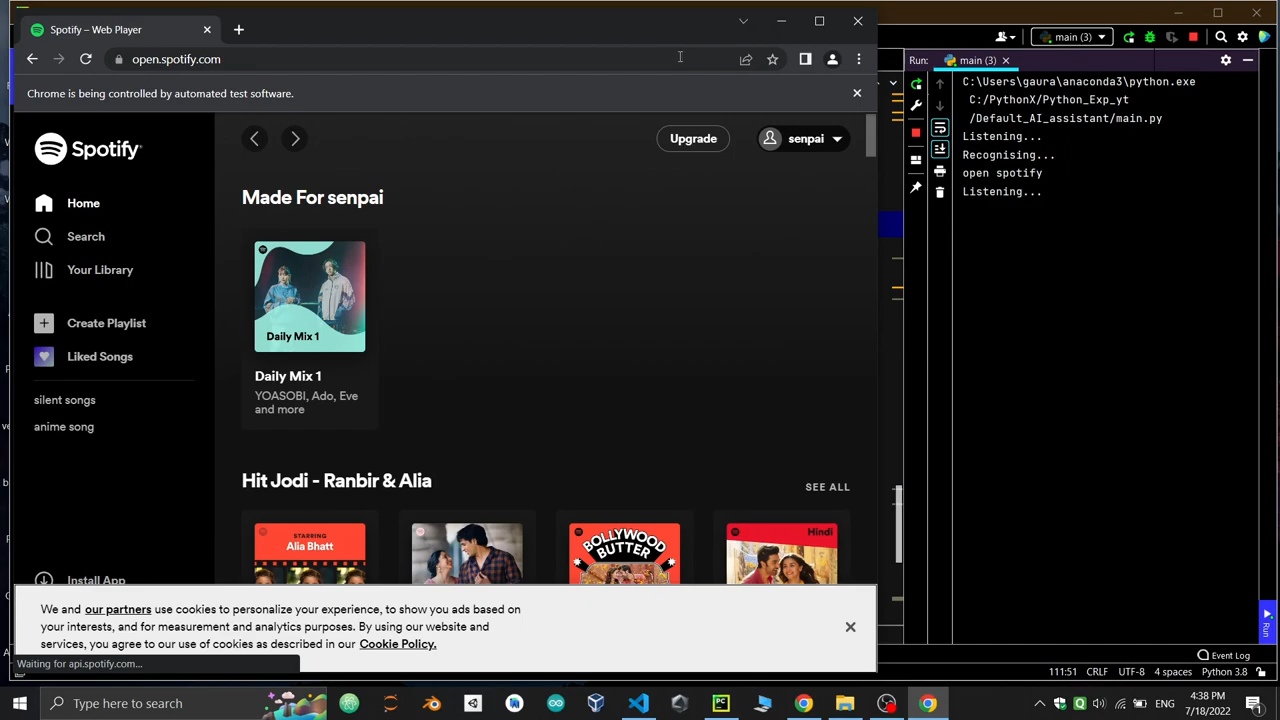 Spotify – Web Player
open.spotify.com
Chrome is being controlled by automated test software.
Spotify
Upgrade
senpai
Home
Search
Your Library
Create Playlist
Liked Songs
silent songs
anime song
Install App
Made For senpai
Daily Mix 1
Daily Mix 1
YOASOBI, Ado, Eve
and more
Hit Jodi - Ranbir & Alia
SEE ALL
STARRING
Alia Bhatt
BOLLYWOOD
BUTTER
Hindi
We and our partners use cookies to personalize your experience, to show you ads based on
your interests, and for measurement and analytics purposes. By using our website and
services, you agree to our use of cookies as described in our Cookie Policy.
Waiting for api.spotify.com...
main (3)
Run: main (3)
C:\Users\gaura\anaconda3\python.exe
C:/PythonX/Python_Exp_yt
/Default_AI_assistant/main.py
Listening...
Recognising...
open spotify
Listening...
Run
Event Log
111:51 CRLF UTF-8 4 spaces Python 3.8
Type here to search
PC
ENG
4:38 PM
7/18/2022
1